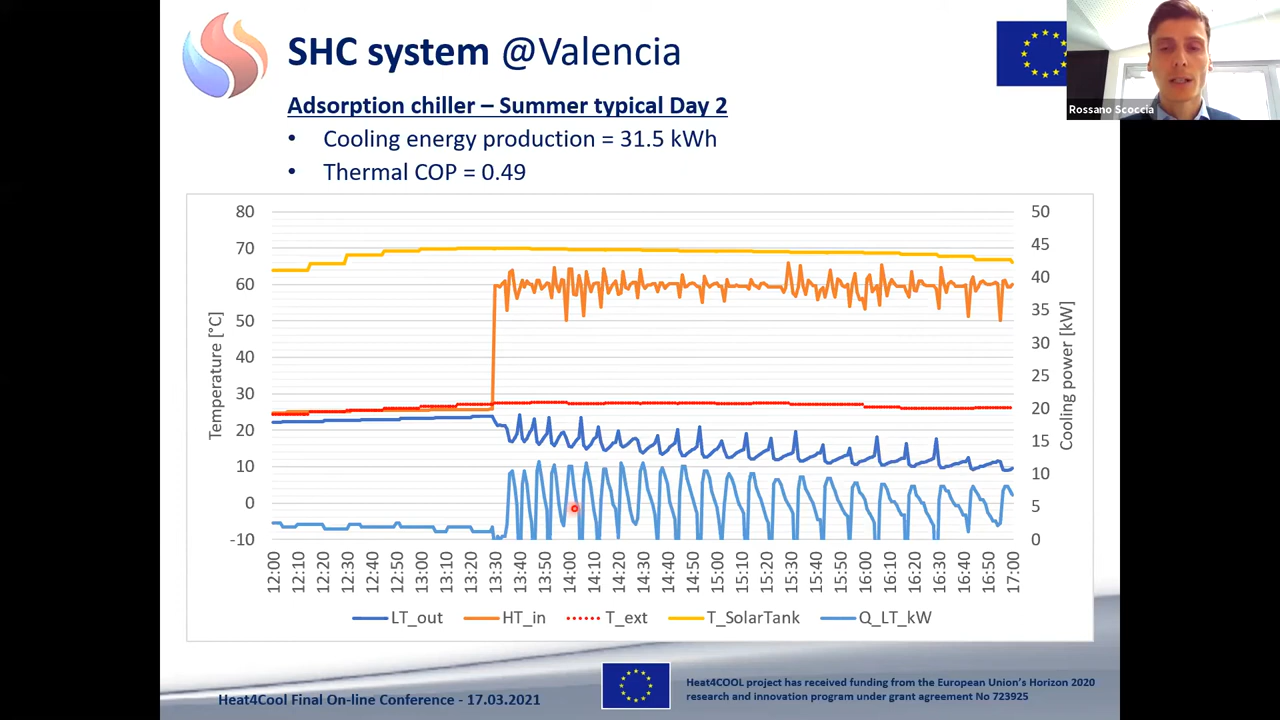 SHC system @Valencia
Rossano Scoccia
Adsorption chiller – Summer typical Day 2
• Cooling energy production = 31.5 kWh
• Thermal COP = 0.49
80
70
60
50
40
30
20
10
0
-10
Temperature [°C]
50
45
40
35
30
25
20
15
10
5
0
Cooling power [kW]
12:00 12:10 12:20 12:30 12:40 12:50 13:00 13:10 13:20 13:30 13:40 13:50 14:00 14:10 14:20 14:30 14:40 14:50 15:00 15:10 15:20 15:30 15:40 15:50 16:00 16:10 16:20 16:30 16:40 16:50 17:00
LT_out HT_in T_ext T_SolarTank Q_LT_kW
Heat4Cool Final On-line Conference - 17.03.2021
Heat4COOL project has received funding from the European Union's Horizon 2020
research and innovation program under grant agreement No 723925